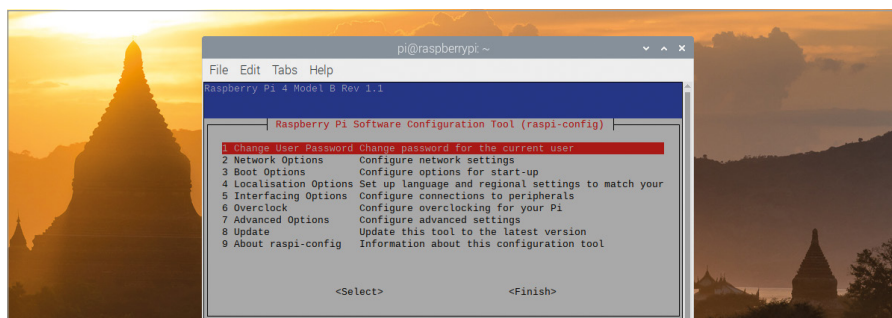 pi@raspberrypi: ~
File Edit Tabs Help
Raspberry Pi 4 Model B Rev 1.1
Raspberry Pi Software Configuration Tool (raspi-config)
1 Change User Password Change password for the current user
2 Network Options Configure network settings
3 Boot Options Configure options for start-up
4 Localisation Options Set up language and regional settings to match your
5 Interfacing Options Configure connections to peripherals
6 Overclock Configure overclocking for your Pi
7 Advanced Options Configure advanced settings
8 Update Update this tool to the latest version
9 About raspi-config Information about this configuration tool
<Select> <Finish>